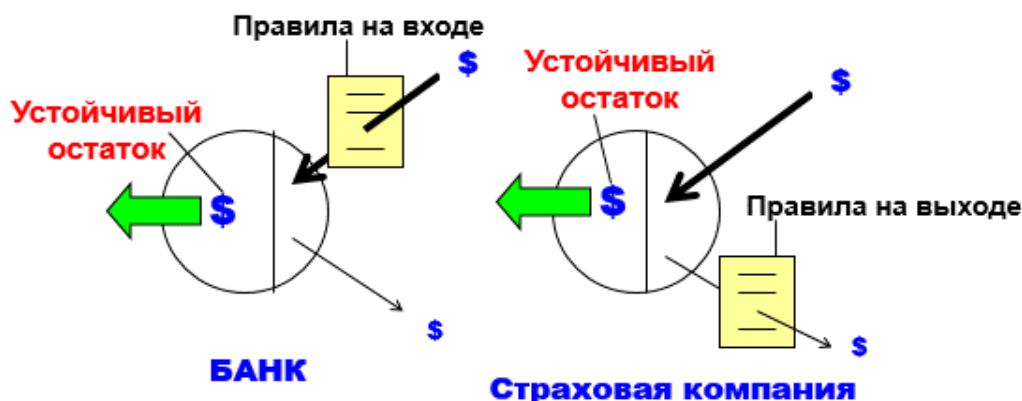 Правила на входе
$
Устойчивый
остаток
$
$
БАНК
Устойчивый
остаток
$
$
Правила на выходе
$
Страховая компания